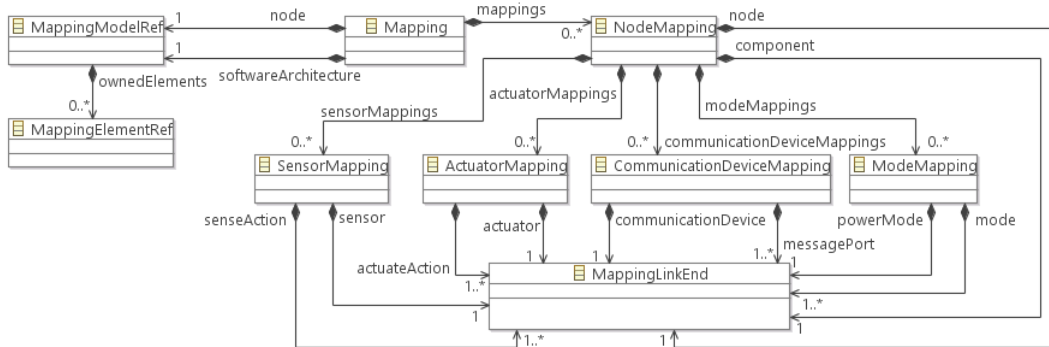 1 node mappings node
MappingModelRef Mapping NodeMapping
1 0..* component
softwareArchitecture
ownedElements
actuatorMappings
sensorMappings modeMappings
0..*
MappingElementRef
0..* 0..* 0..* communicationDeviceMappings 0..*
SensorMapping ActuatorMapping CommunicationDeviceMapping ModeMapping
senseAction sensor actuator communicationDevice powerMode mode
messagePort
actuateAction 1 1 1..* 1
MappingLinkEnd
1..* 1..*
1 1
1..* 1